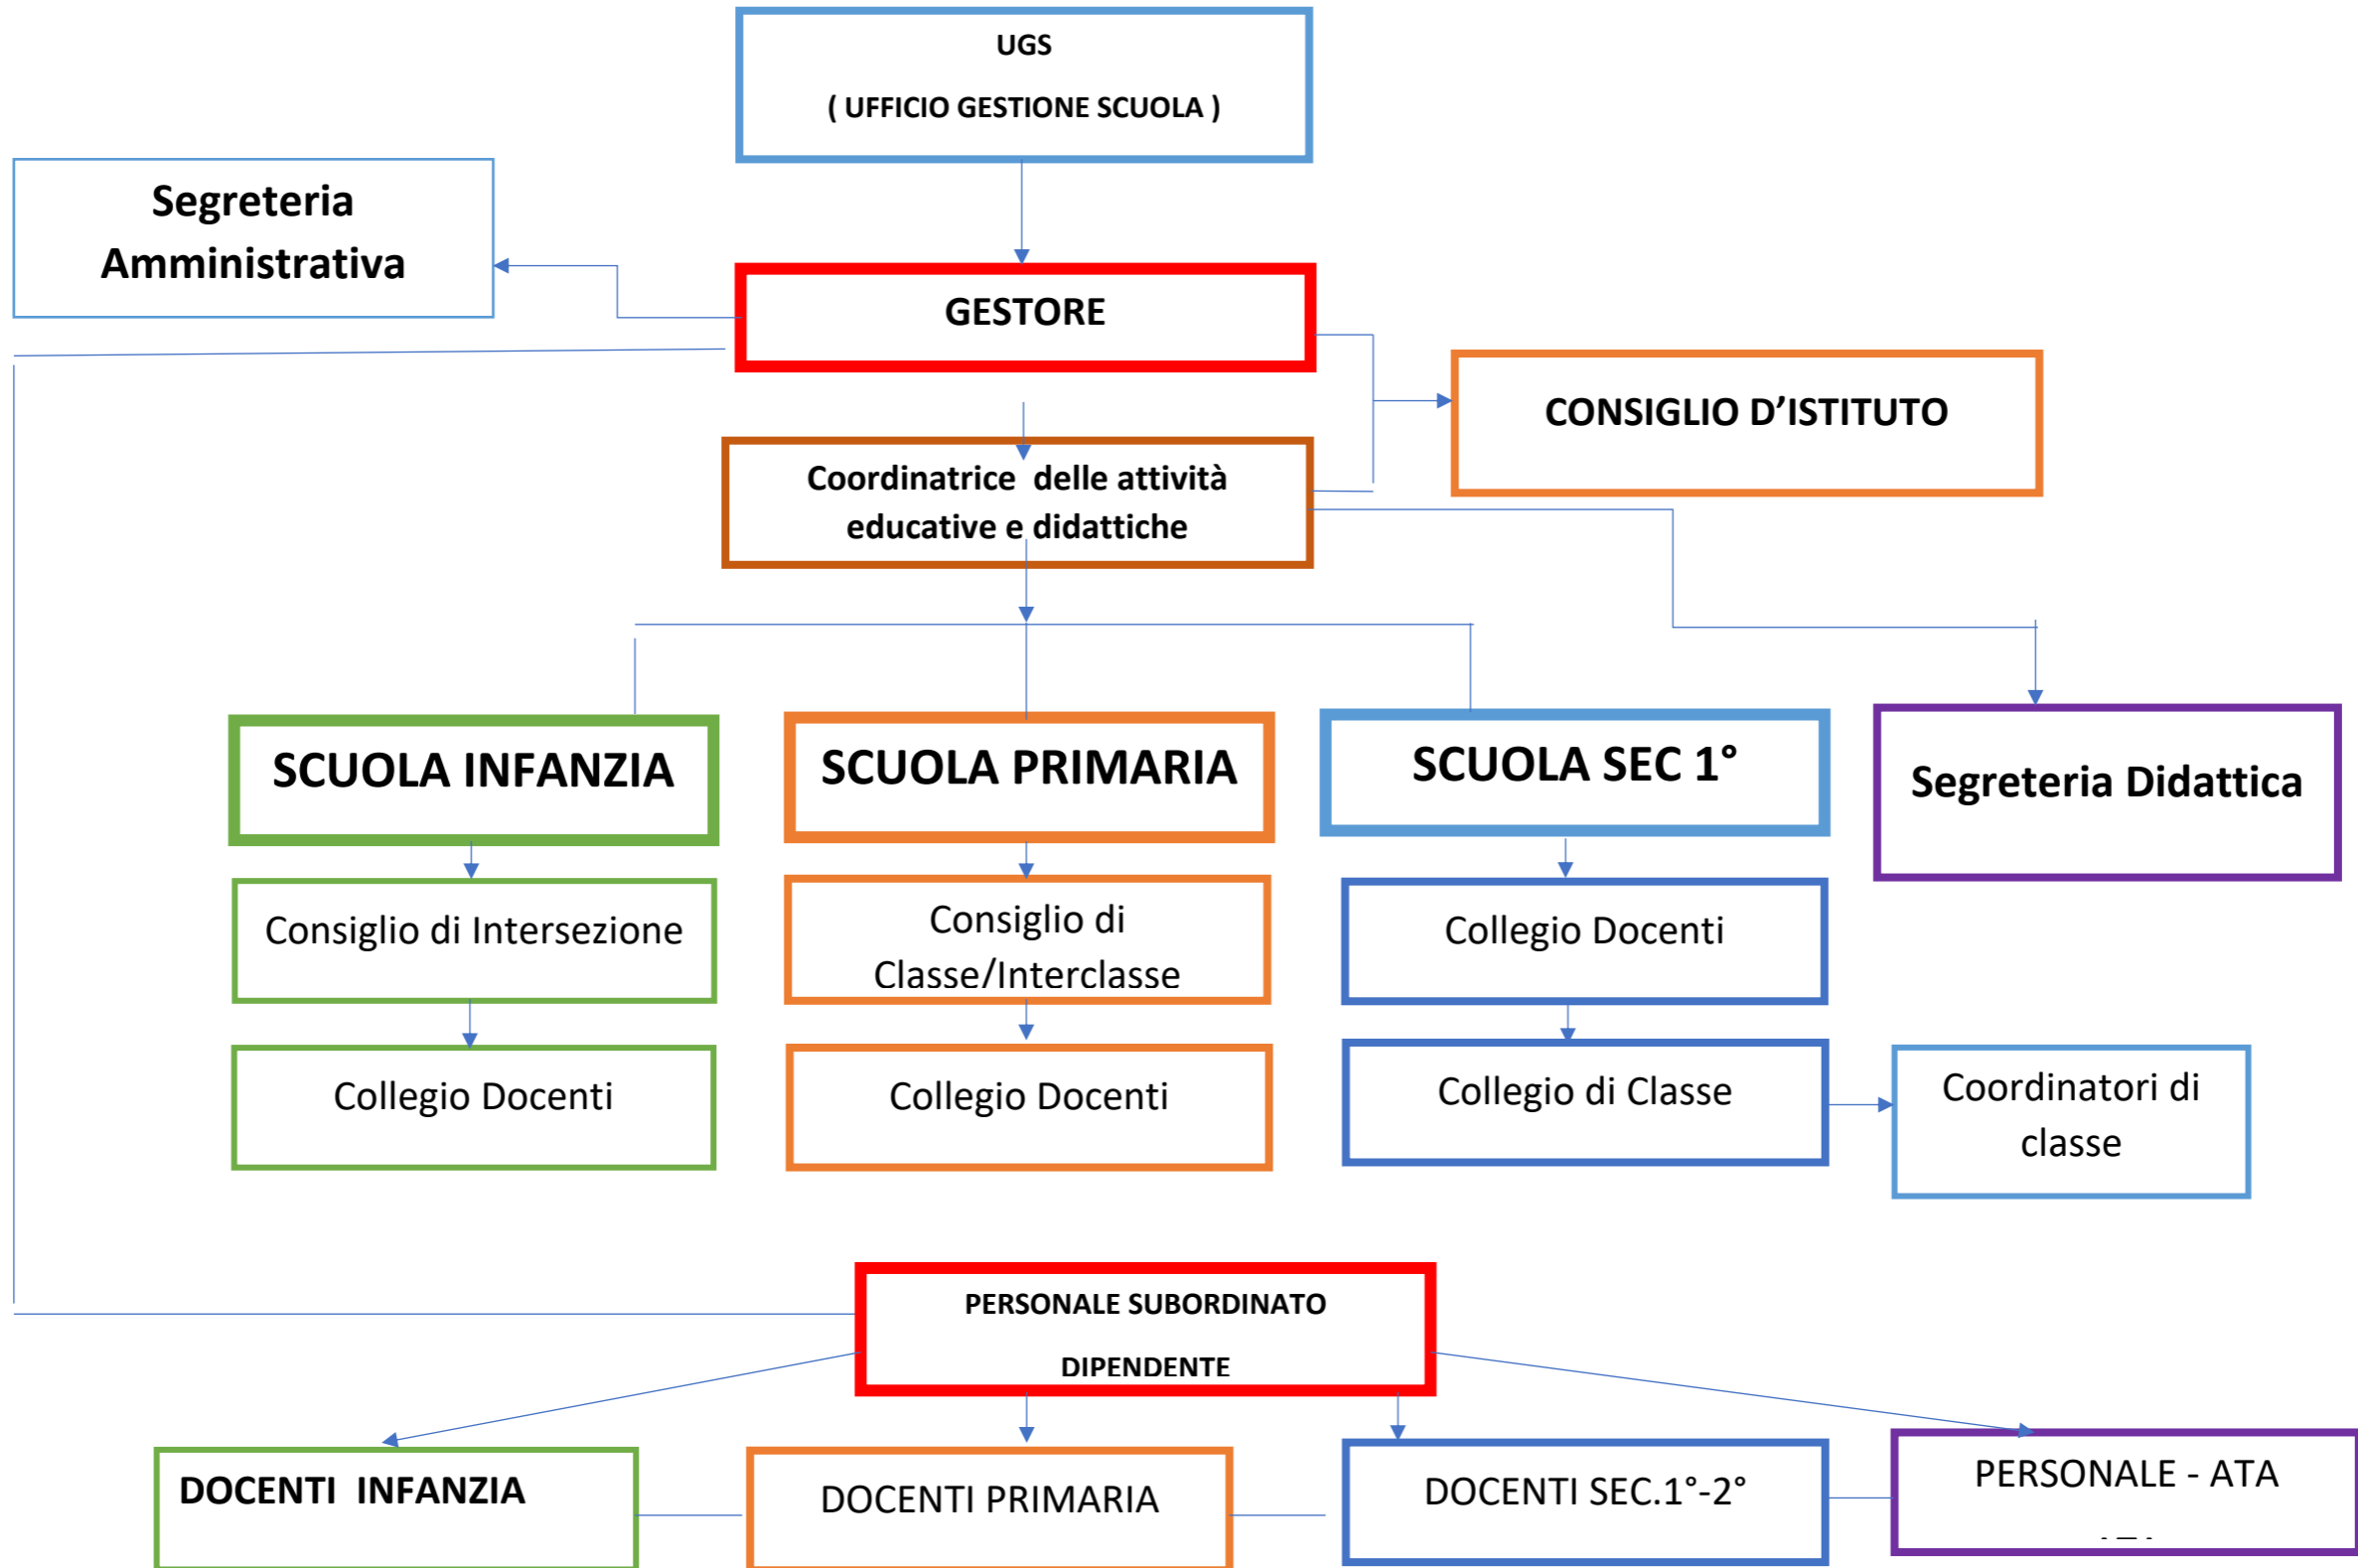 UGS
( UFFICIO GESTIONE SCUOLA )
Segreteria
Amministrativa
GESTORE
CONSIGLIO D’ISTITUTO
Coordinatrice  delle attività
educative e didattiche
SCUOLA INFANZIA
SCUOLA PRIMARIA
SCUOLA SEC 1°
Segreteria Didattica
Consiglio di Intersezione
Consiglio di
Classe/Interclasse
Collegio Docenti
Collegio Docenti
Collegio Docenti
Collegio di Classe
Coordinatori di
classe
PERSONALE SUBORDINATO
DIPENDENTE
DOCENTI  INFANZIA
DOCENTI PRIMARIA
DOCENTI SEC.1°-2°
PERSONALE - ATA